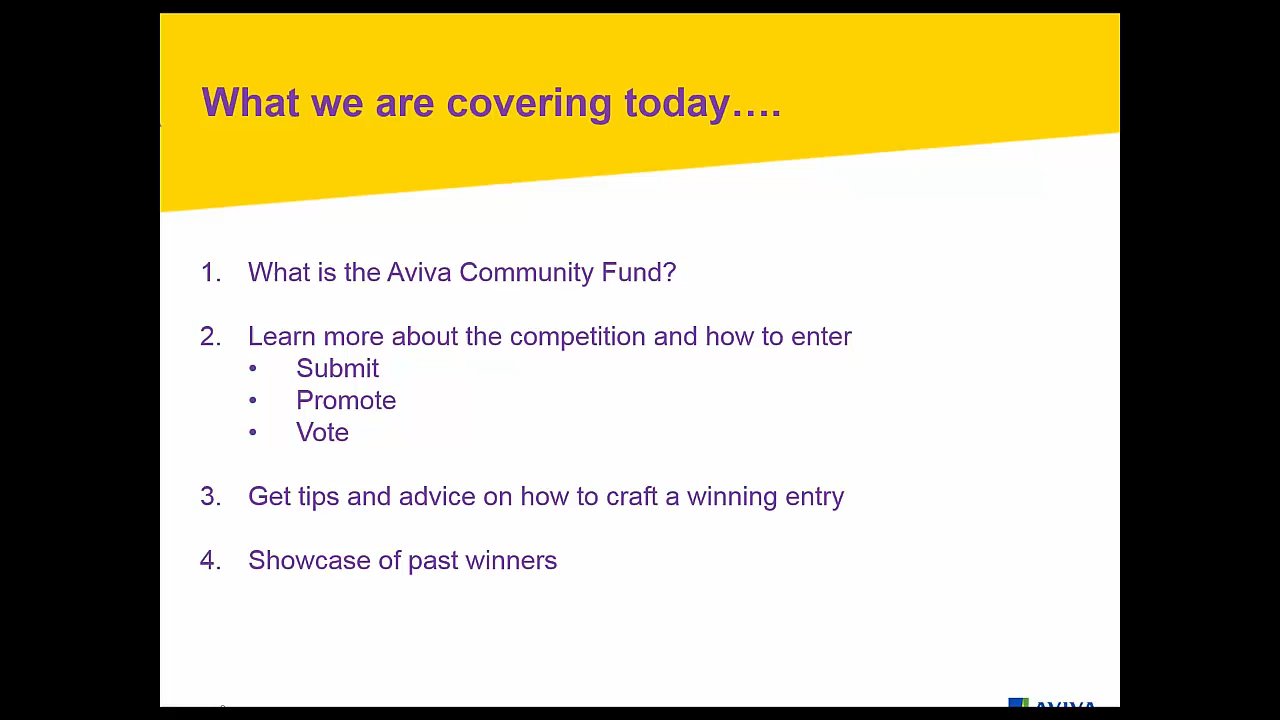 What we are covering today….
1. What is the Aviva Community Fund?
2. Learn more about the competition and how to enter
• Submit
• Promote
• Vote
3. Get tips and advice on how to craft a winning entry
4. Showcase of past winners
AVIVA